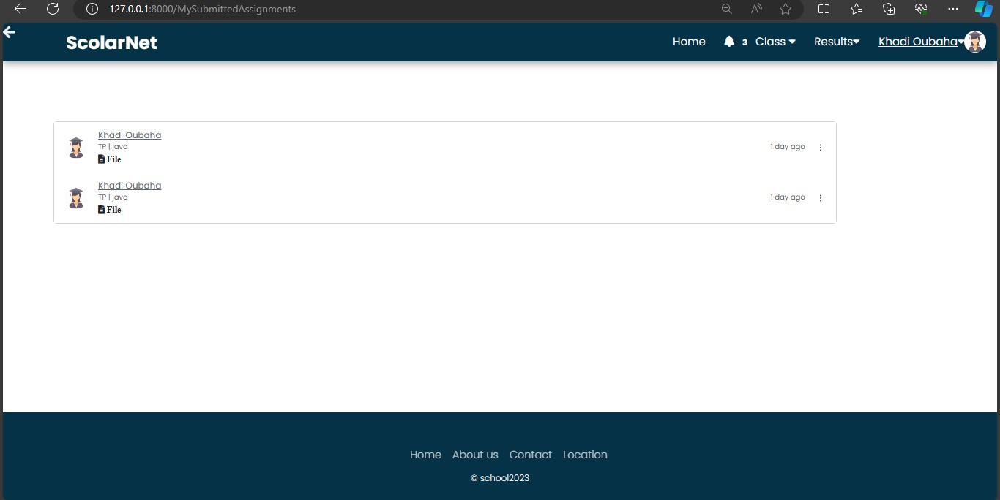 127.0.0.1:8000/MySubmittedAssignments
ScolarNet
Home 3 Class Results Khadi Oubaha
Khadi Oubaha
TP | java
1 day ago
File
Khadi Oubaha
TP | java
1 day ago
File
Home About us Contact Location
© school2023